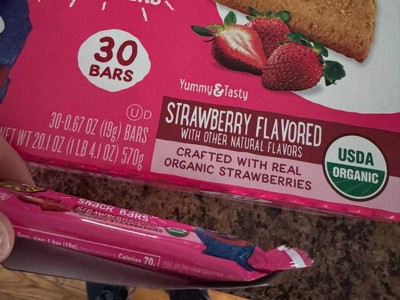 30
BARS
Yummy&Tasty
STRAWBERRY FLAVORED
WITH OTHER NATURAL FLAVORS
CRAFTED WITH REAL
ORGANIC STRAWBERRIES
USDA
ORGANIC
U D
30-0.67 OZ (19g) BARS
NET WT 20.1 OZ (1 LB 4.1 OZ) 570g
SNACK BARS
STRAWBERRY
Calories 70